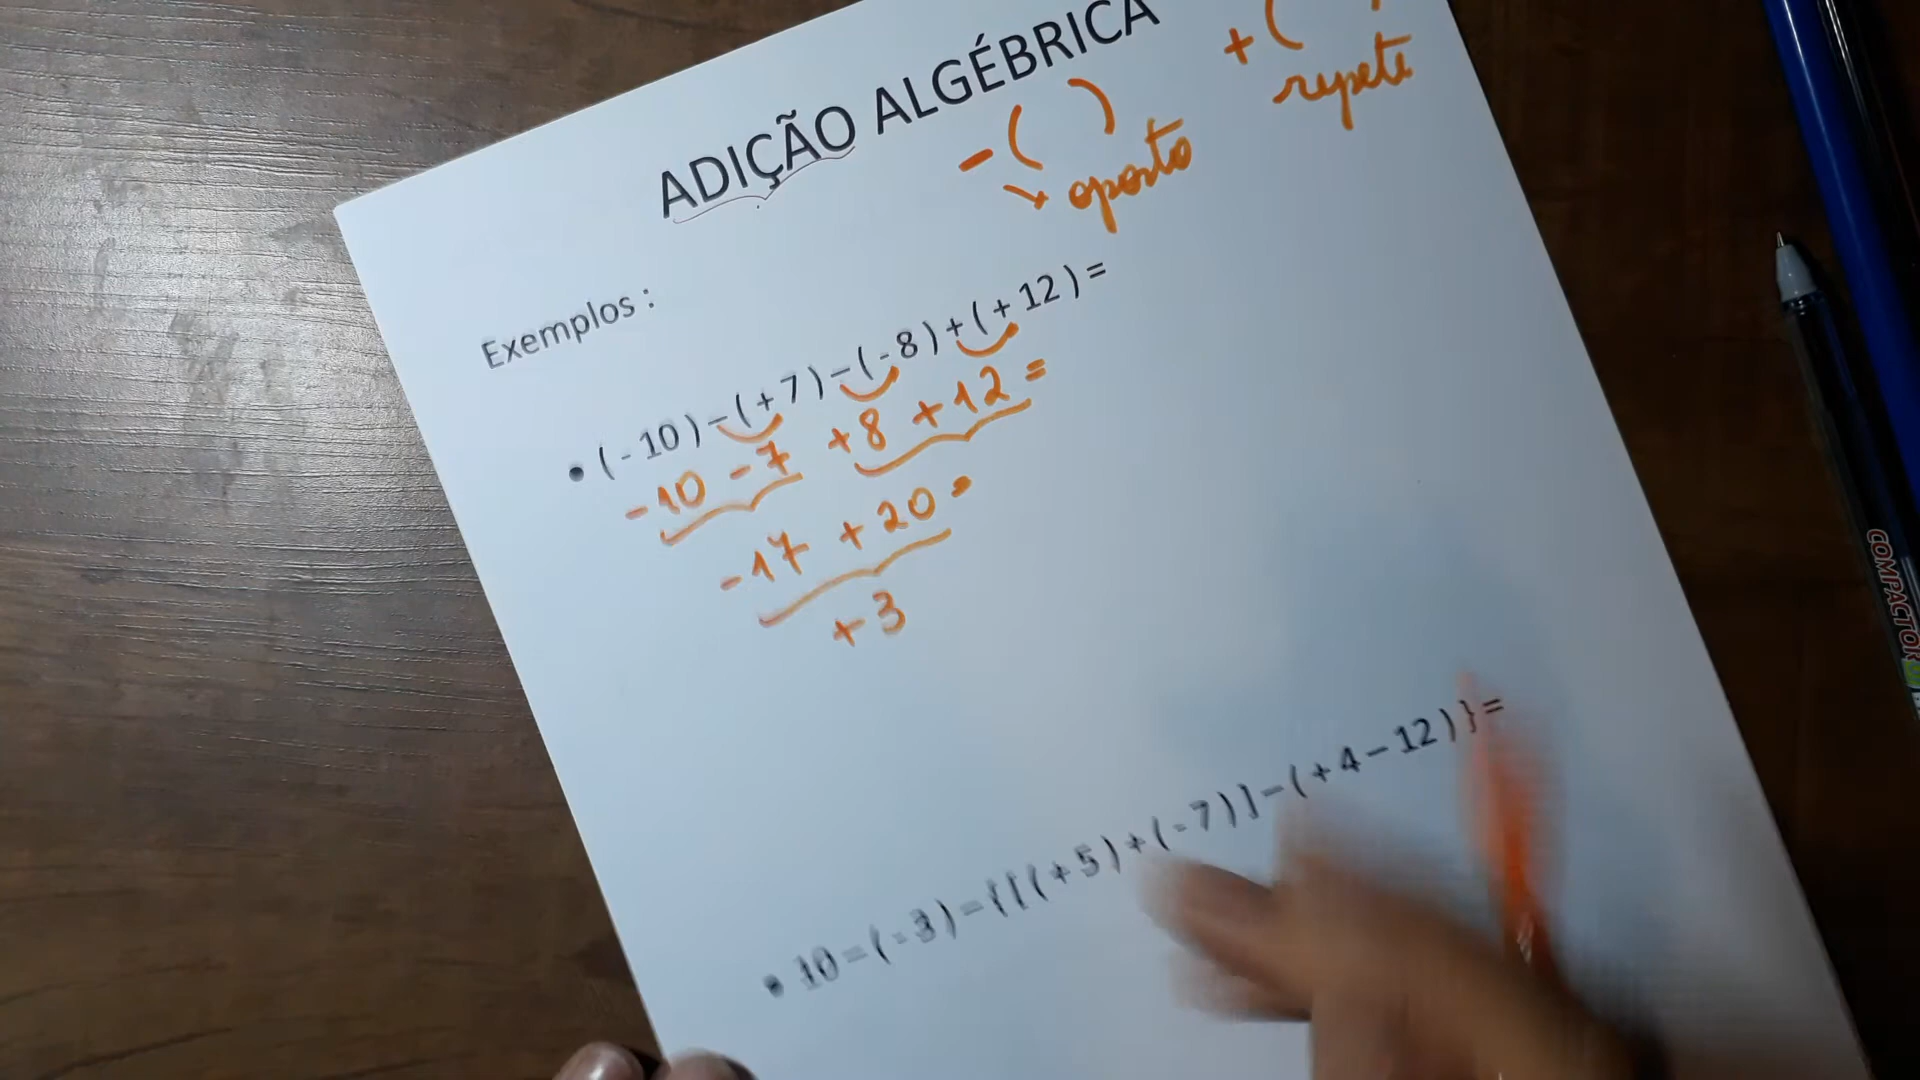 ADIÇÃO ALGÉBRICA
+( )
repete
-( )
→ oposto
Exemplos :
• (-10)-(+7)-(-8)+(+12)=
-10 -7 +8 +12 =
-17 +20 =
+3
• 10-(-3)-{[(+5)+(-7)]-(+4-12)}=
COMPACTOR